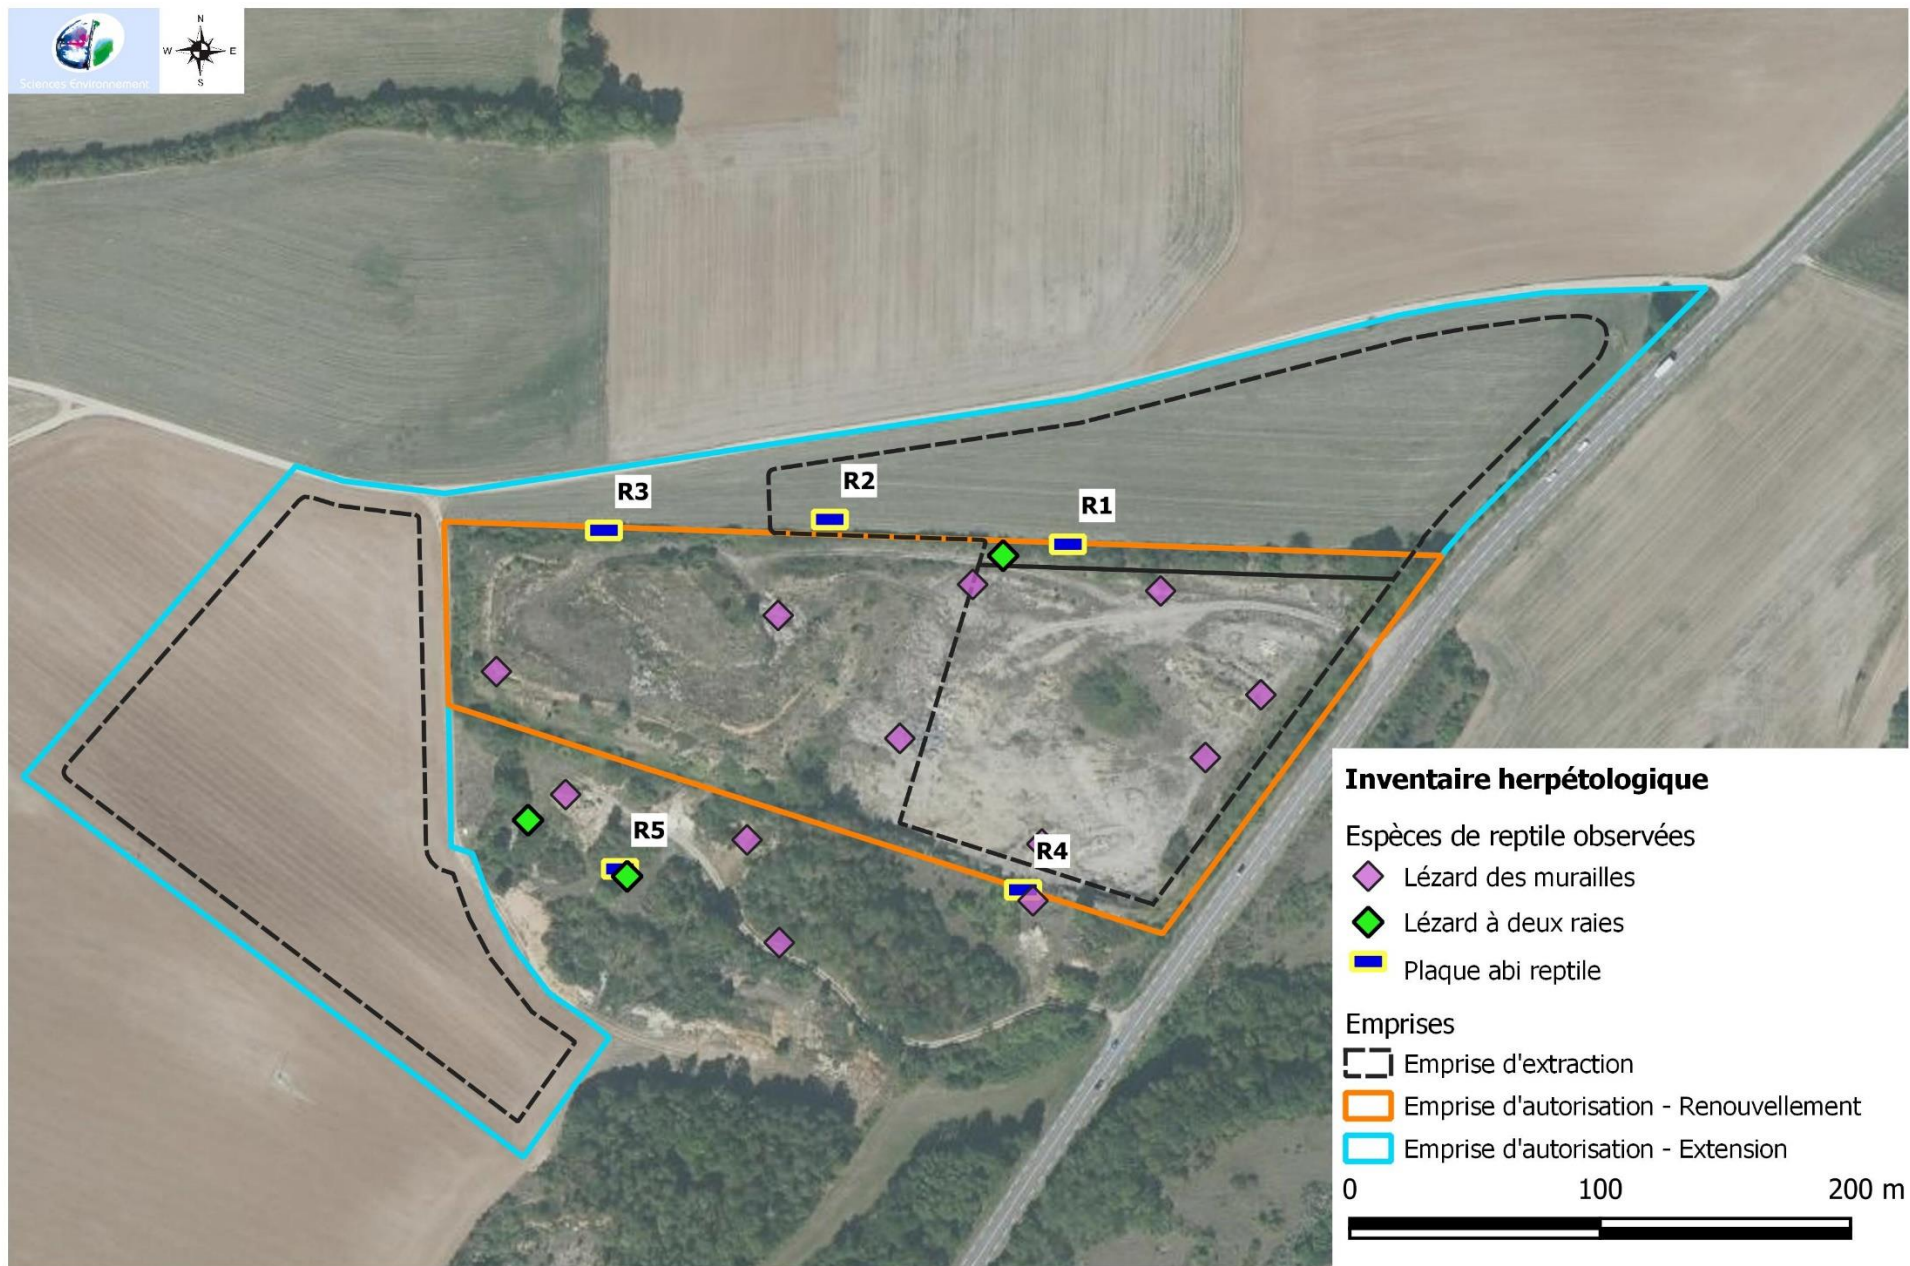 N
W E
S
Sciences Environnement
R3
R2
R1
R5
R4
Inventaire herpétologique
Espèces de reptile observées
Lézard des murailles
Lézard à deux raies
Plaque abi reptile
Emprises
Emprise d'extraction
Emprise d'autorisation - Renouvellement
Emprise d'autorisation - Extension
0 100 200 m